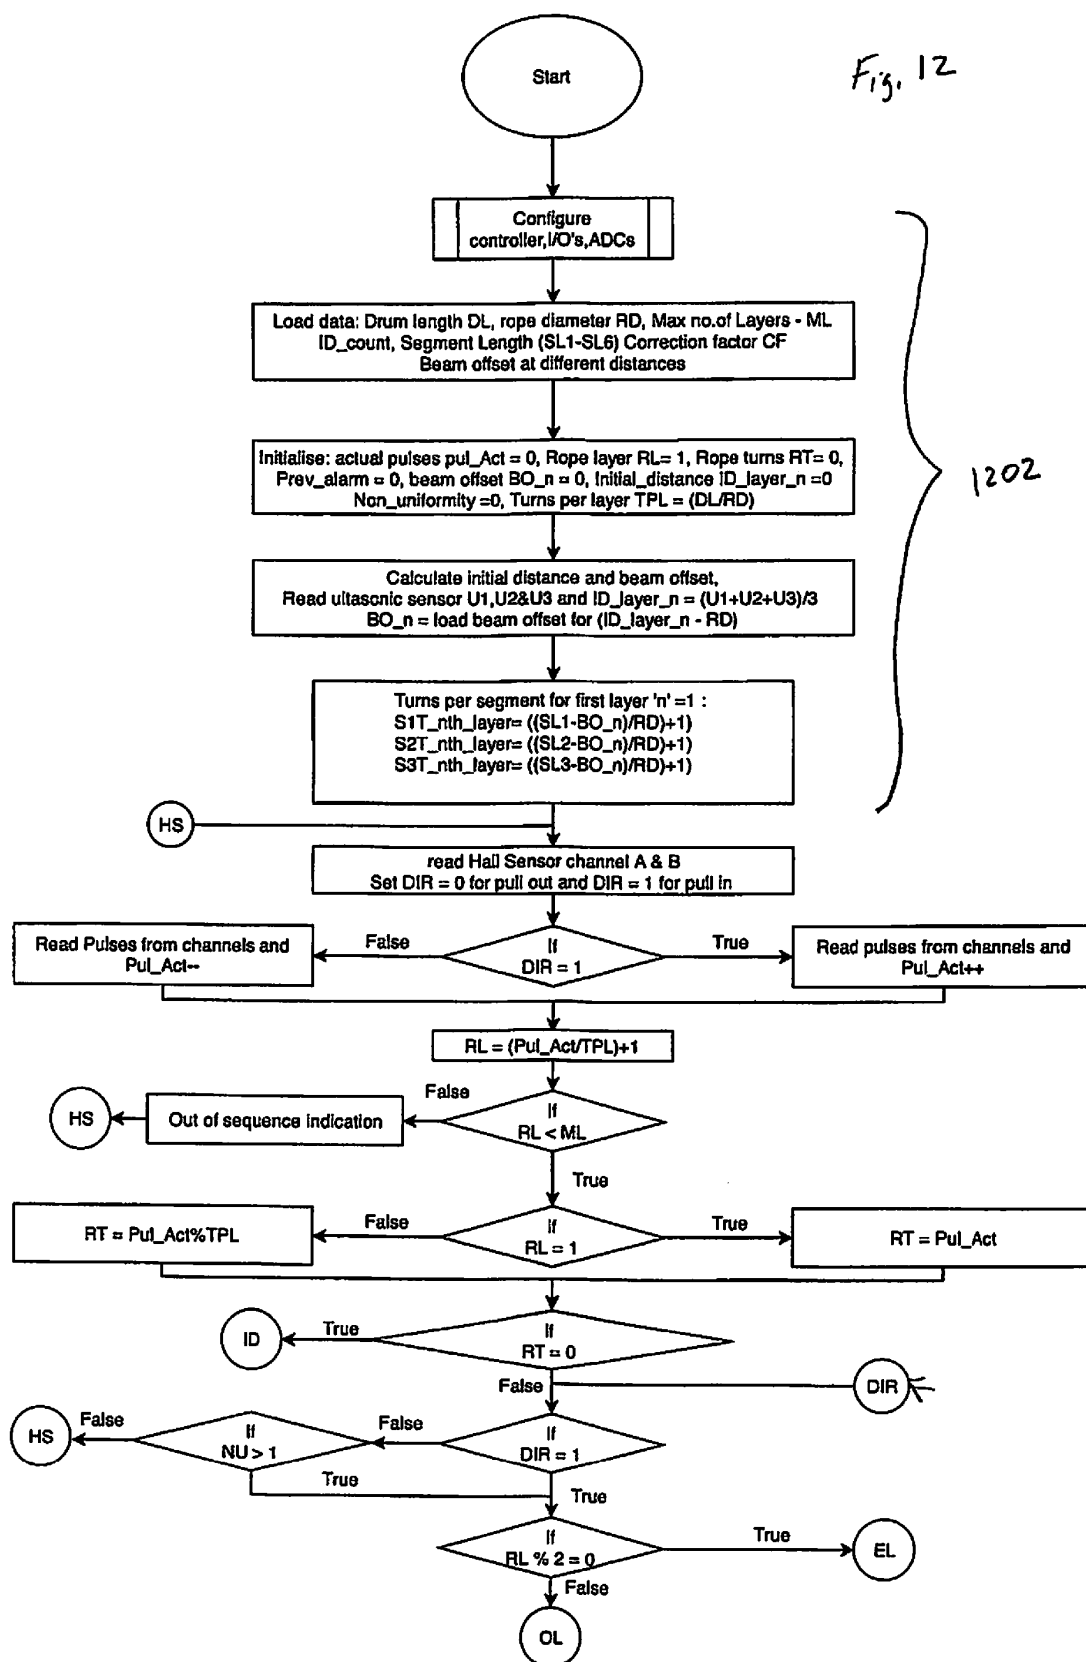 Start
Fig. 12
Configure
controller,I/O's,ADCs
Load data: Drum length DL, rope diameter RD, Max no.of Layers - ML
ID_count, Segment Length (SL1-SL6) Correction factor CF
Beam offset at different distances
Initialise: actual pulses pul_Act = 0, Rope layer RL= 1, Rope turns RT= 0,
Prev_alarm = 0, beam offset BO_n = 0, Initial_distance ID_layer_n =0
Non_uniformity =0, Turns per layer TPL = (DL/RD)
1202
Calculate initial distance and beam offset,
Read ultasonic sensor U1,U2&U3 and ID_layer_n = (U1+U2+U3)/3
BO_n = load beam offset for (ID_layer_n - RD)
Turns per segment for first layer 'n' =1 :
S1T_nth_layer= ((SL1-BO_n)/RD)+1)
S2T_nth_layer= ((SL2-BO_n)/RD)+1)
S3T_nth_layer= ((SL3-BO_n)/RD)+1)
HS
read Hall Sensor channel A & B
Set DIR = 0 for pull out and DIR = 1 for pull in
Read Pulses from channels and
Pul_Act--
False
If
DIR = 1
True
Read pulses from channels and
Pul_Act++
RL = (Pul_Act/TPL)+1
False
HS
Out of sequence indication
If
RL < ML
True
RT = Pul_Act%TPL
False
If
RL = 1
True
RT = Pul_Act
ID
True
If
RT = 0
False
DIR
HS
False
If
NU > 1
False
If
DIR = 1
True
True
If
RL % 2 = 0
True
EL
False
OL